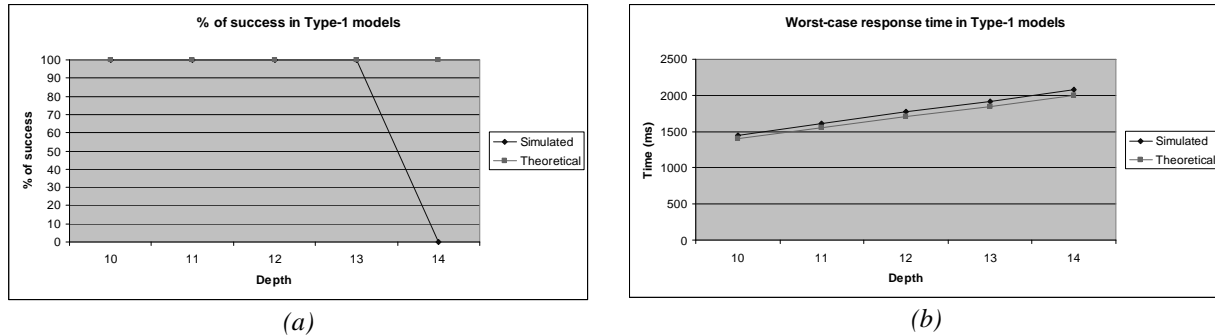 % of success in Type-1 models
100
90
80
70
60
50
40
30
20
10
0
% of success
10 11 12 13 14
Depth
Simulated
Theoretical
(a)
Worst-case response time in Type-1 models
2500
2000
1500
1000
500
0
Time (ms)
10 11 12 13 14
Depth
Simulated
Theoretical
(b)